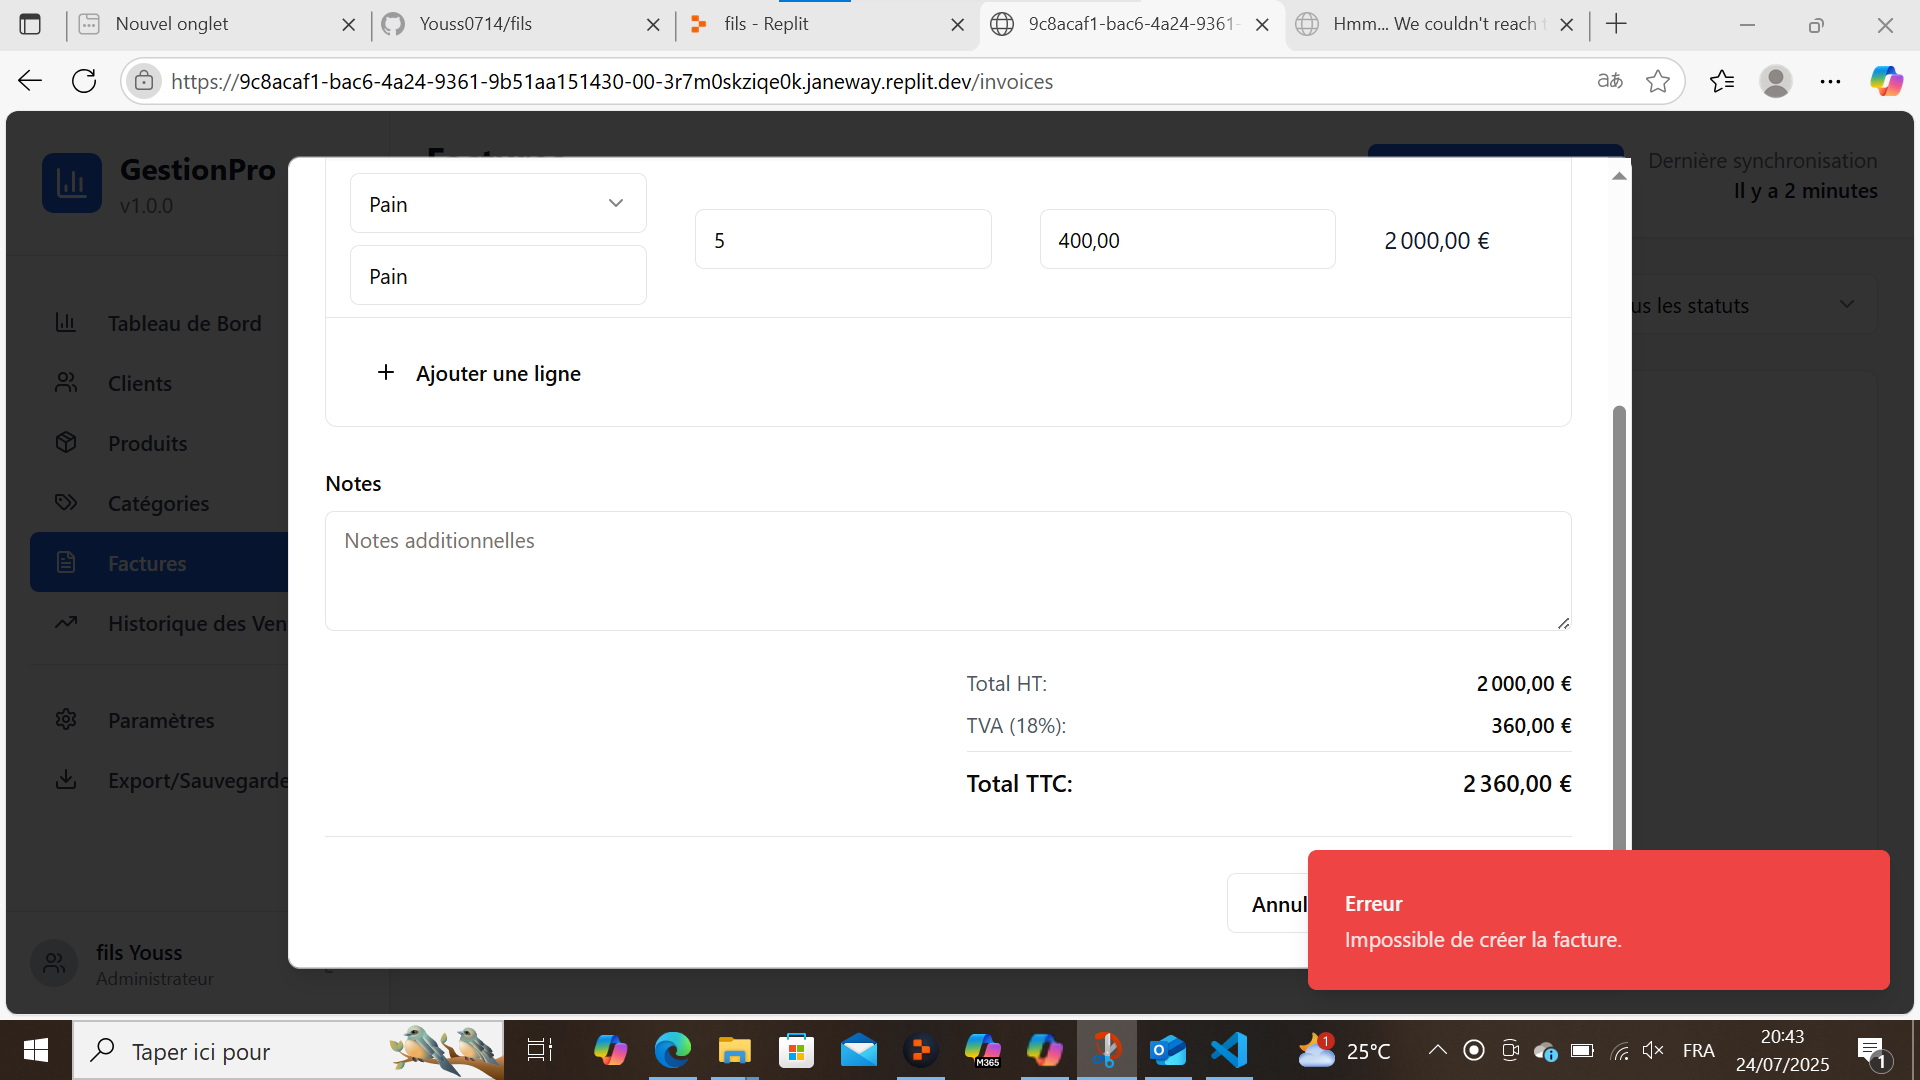 Nouvel onglet
Youss0714/fils
fils - Replit
9c8acaf1-bac6-4a24-9361-
Hmm... We couldn't reach t
https://9c8acaf1-bac6-4a24-9361-9b51aa151430-00-3r7m0skziqe0k.janeway.replit.dev/invoices
GestionPro
v1.0.0
Factures
Dernière synchronisation
Il y a 2 minutes
Tableau de Bord
Clients
Produits
Catégories
Factures
Historique des Ven
Paramètres
Export/Sauvegarde
fils Youss
Administrateur
us les statuts
Pain
Pain
5
400,00
2 000,00 €
+ Ajouter une ligne
Notes
Notes additionnelles
Total HT: 2 000,00 €
TVA (18%): 360,00 €
Total TTC: 2 360,00 €
Annul
Erreur
Impossible de créer la facture.
Taper ici pour
M365
1
25°C
FRA
20:43
24/07/2025
1